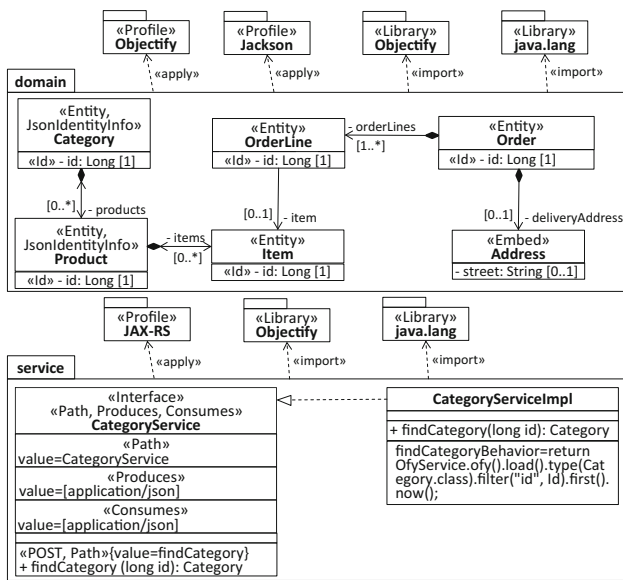 «Profile»
Objectify
«Profile»
Jackson
«Library»
Objectify
«Library»
java.lang
«apply»
«apply»
«import»
«import»
domain
«Entity,
JsonIdentityInfo»
Category
«Id» - id: Long [1]
«Entity»
OrderLine
«Id» - id: Long [1]
- orderLines
[1..*]
«Entity»
Order
«Id» - id: Long [1]
[0..*]
- products
[0..1]
- item
[0..1]
- deliveryAddress
«Entity,
JsonIdentityInfo»
Product
«Id» - id: Long [1]
- items
[0..*]
«Entity»
Item
«Id» - id: Long [1]
«Embed»
Address
- street: String [0..1]
«Profile»
JAX-RS
«Library»
Objectify
«Library»
java.lang
«apply»
«import»
«import»
service
«Interface»
«Path, Produces, Consumes»
CategoryService
«Path»
value=CategoryService
«Produces»
value=[application/json]
«Consumes»
value=[application/json]
«POST, Path»{value=findCategory}
+ findCategory (long id): Category
CategoryServiceImpl
+ findCategory(long id): Category
findCategoryBehavior=return
OfyService.ofy().load().type(Cat
egory.class).filter("id", Id).first().
now();